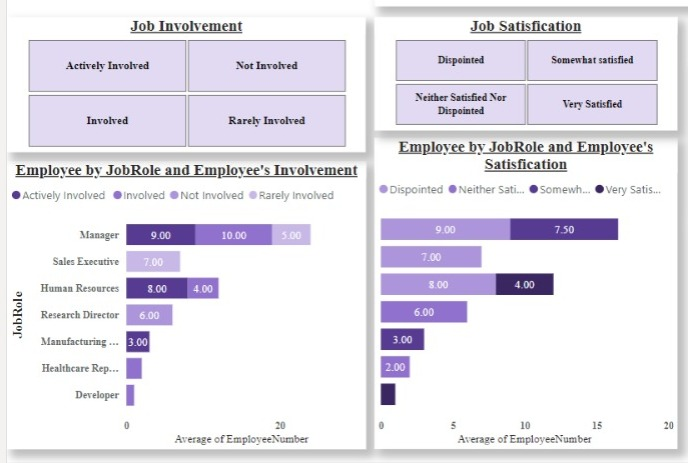 Job Involvement
Actively Involved
Not Involved
Involved
Rarely Involved
Job Satisfication
Dispointed
Somewhat satisfied
Neither Satisfied Nor
Dispointed
Very Satisfied
Employee by JobRole and Employee's Involvement
Actively Involved Involved Not Involved Rarely Involved
JobRole
Manager 9.00 10.00 5.00
Sales Executive 7.00
Human Resources 8.00 4.00
Research Director 6.00
Manufacturing ... 3.00
Healthcare Rep...
Developer
0 20
Average of EmployeeNumber
Employee by JobRole and Employee's
Satisfication
Dispointed Neither Sati... Somewh... Very Satis...
9.00 7.50
7.00
8.00 4.00
6.00
3.00
2.00
0 5 10 15 20
Average of EmployeeNumber